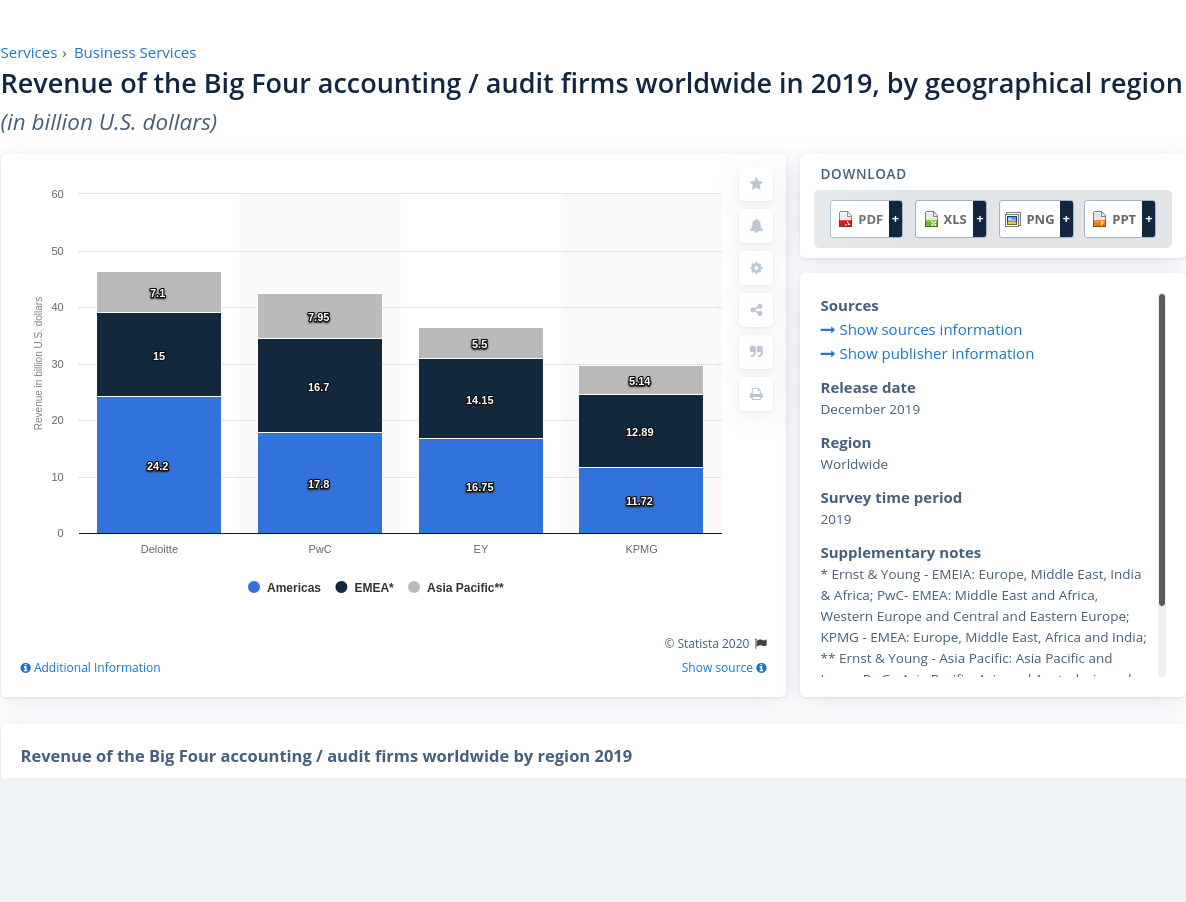 Services › Business Services
Revenue of the Big Four accounting / audit firms worldwide in 2019, by geographical region
(in billion U.S. dollars)
Revenue in billion U.S. dollars
60
50
40
30
20
10
0
7.1
15
24.2
7.95
16.7
17.8
5.5
14.15
16.75
5.14
12.89
11.72
Deloitte PwC EY KPMG
Americas EMEA* Asia Pacific**
© Statista 2020
Additional Information Show source
DOWNLOAD
PDF + XLS + PNG + PPT +
Sources
Show sources information
Show publisher information
Release date
December 2019
Region
Worldwide
Survey time period
2019
Supplementary notes
* Ernst & Young - EMEIA: Europe, Middle East, India
& Africa; PwC- EMEA: Middle East and Africa,
Western Europe and Central and Eastern Europe;
KPMG - EMEA: Europe, Middle East, Africa and India;
** Ernst & Young - Asia Pacific: Asia Pacific and
Revenue of the Big Four accounting / audit firms worldwide by region 2019